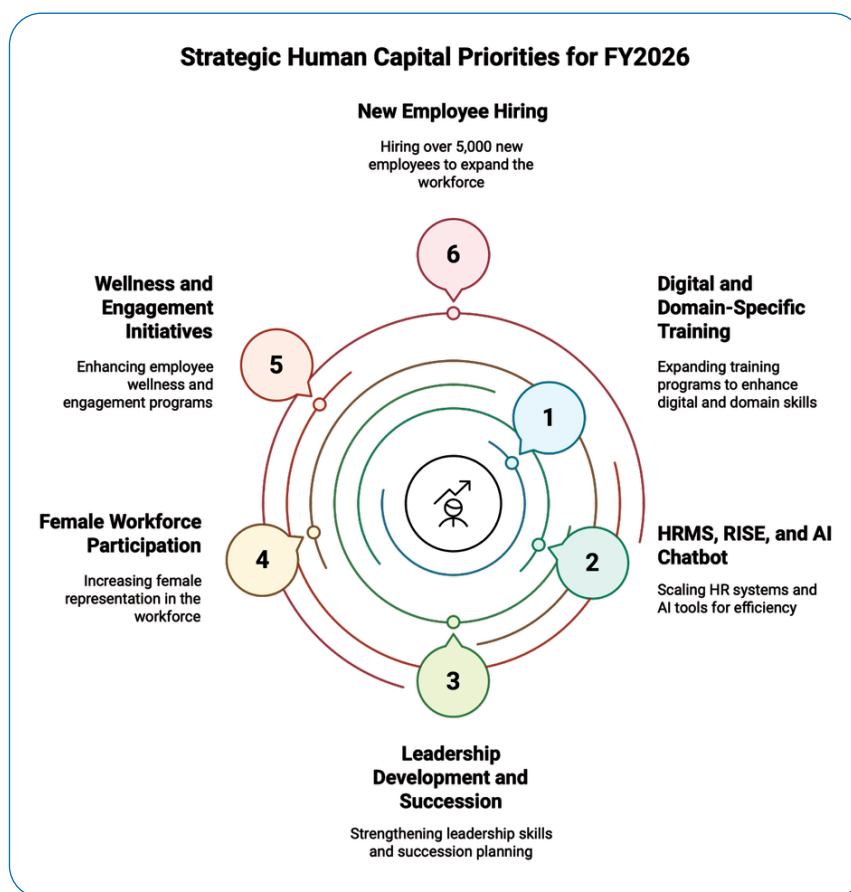 Strategic Human Capital Priorities for FY2026
New Employee Hiring
Hiring over 5,000 new
employees to expand the
workforce
6
Wellness and
Engagement
Initiatives
Enhancing employee
wellness and
engagement programs
5
Digital and
Domain-Specific
Training
Expanding training
programs to enhance
digital and domain skills
1
Female Workforce
Participation
Increasing female
representation in the
workforce
4
HRMS, RISE, and AI
Chatbot
Scaling HR systems and
AI tools for efficiency
2
3
Leadership
Development and
Succession
Strengthening leadership skills
and succession planning